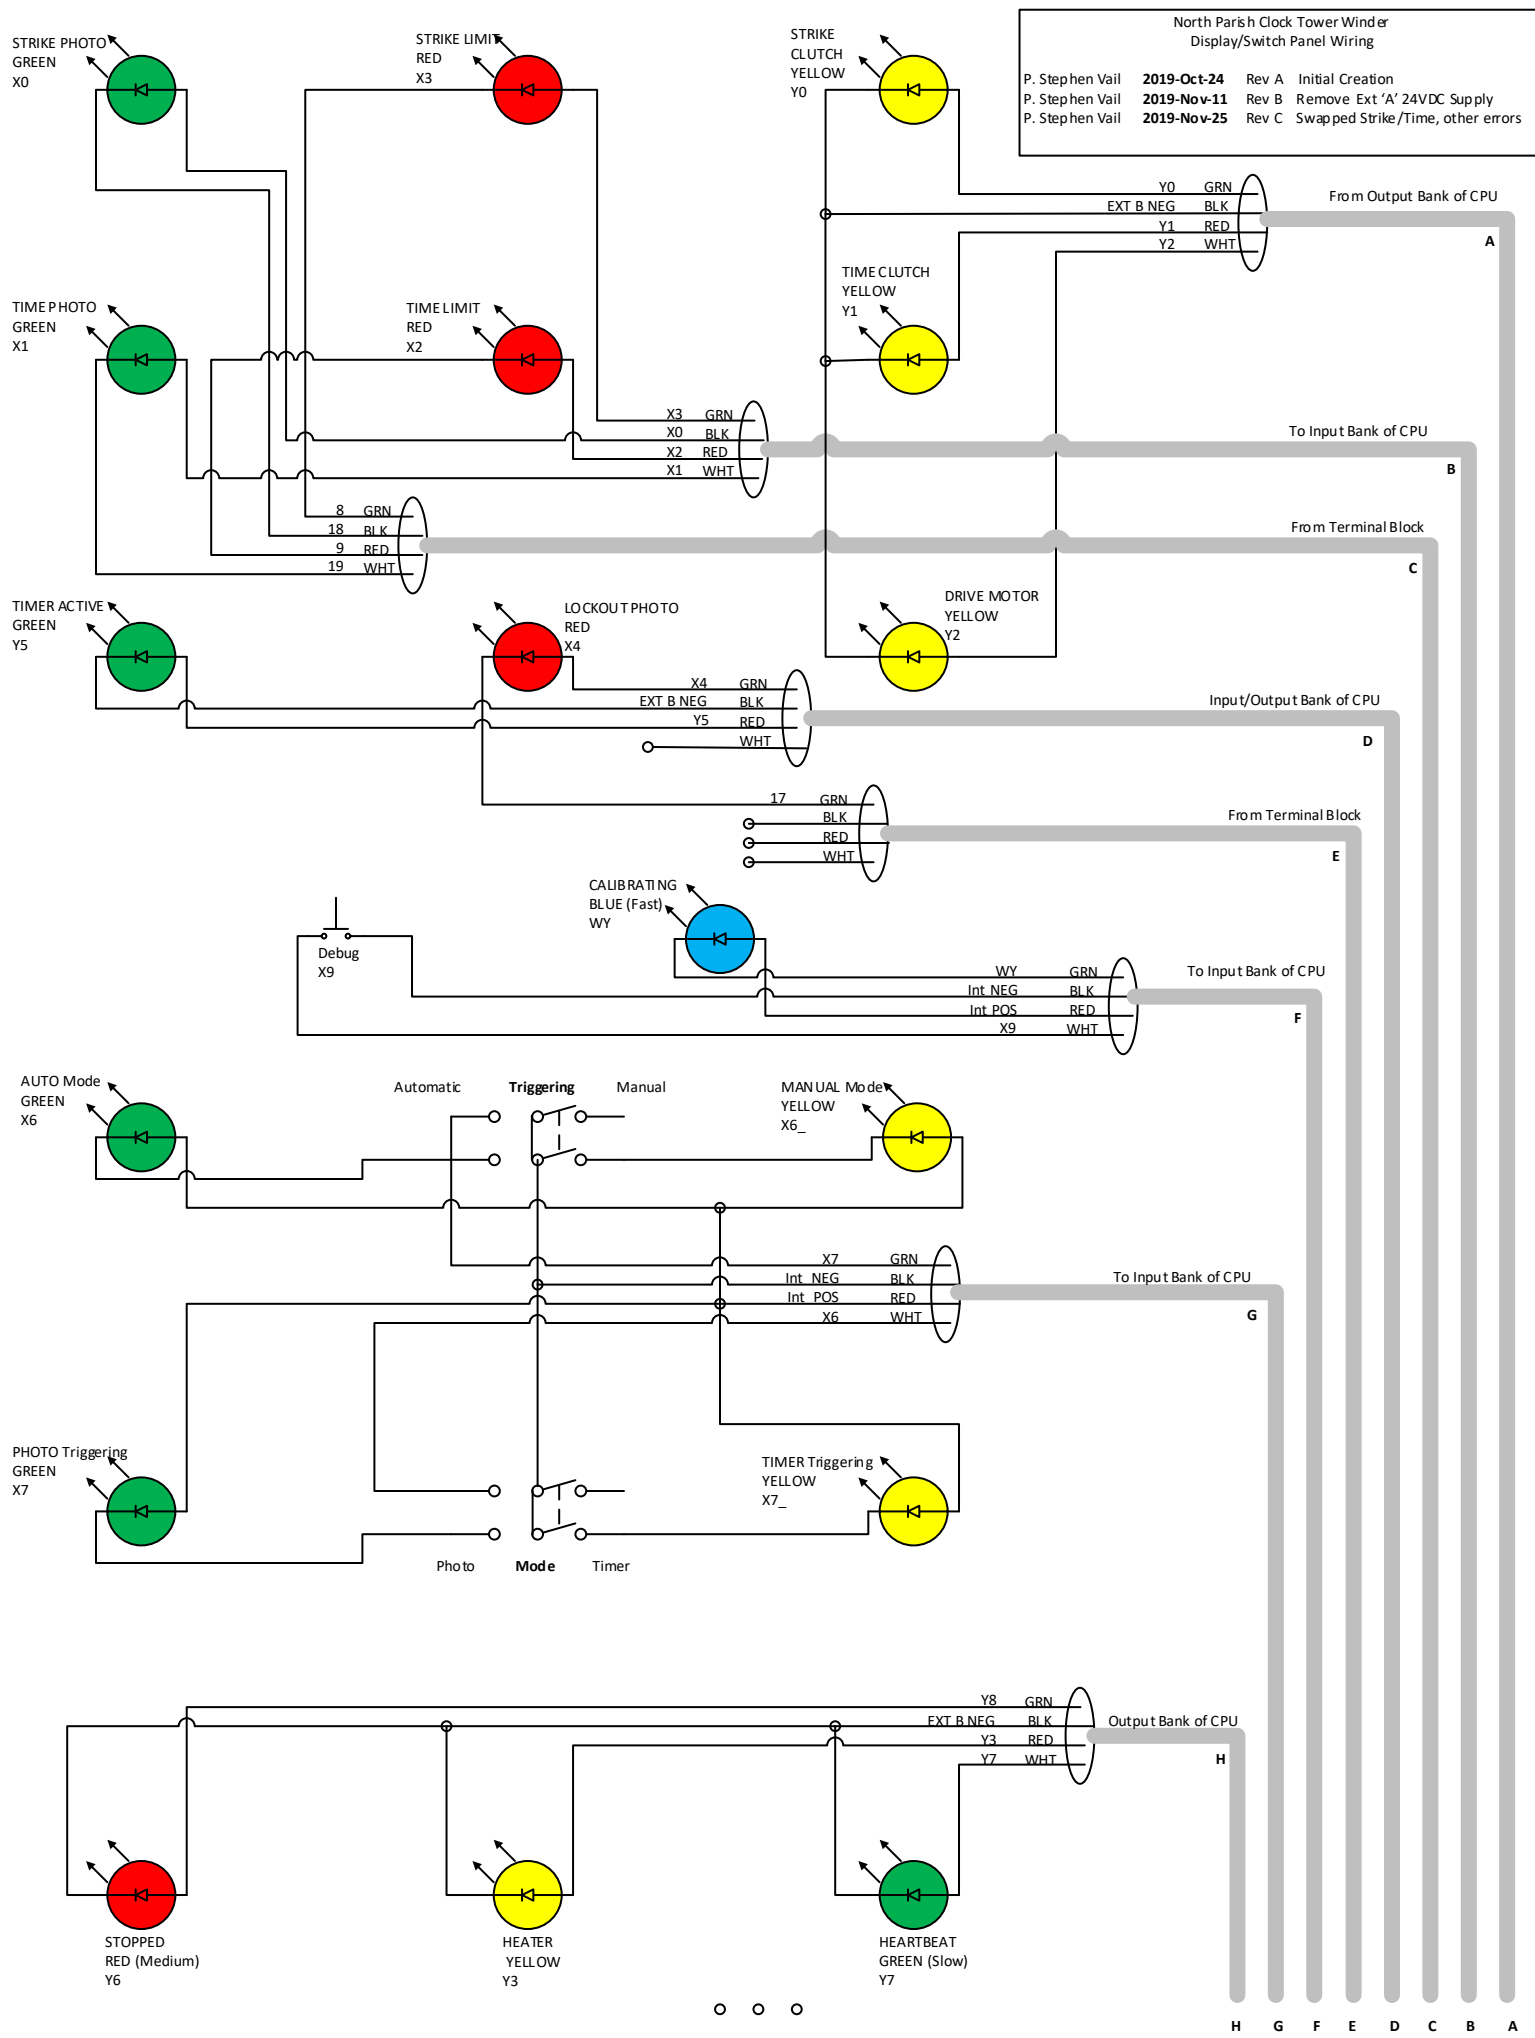 North Parish Clock Tower Winder
Display/Switch Panel Wiring
P. Stephen Vail 2019-Oct-24 Rev A Initial Creation
P. Stephen Vail 2019-Nov-11 Rev B Remove Ext ‘A’ 24VDC Supply
P. Stephen Vail 2019-Nov-25 Rev C Swapped Strike/Time, other errors
STRIKE PHOTO
GREEN
X0
STRIKE LIMIT
RED
X3
STRIKE
CLUTCH
YELLOW
Y0
Y0 GRN
EXT B NEG BLK
Y1 RED
Y2 WHT
From Output Bank of CPU
A
TIME PHOTO
GREEN
X1
TIME LIMIT
RED
X2
TIME CLUTCH
YELLOW
Y1
X3 GRN
X0 BLK
X2 RED
X1 WHT
To Input Bank of CPU
B
8 GRN
18 BLK
9 RED
19 WHT
From Terminal Block
C
TIMER ACTIVE
GREEN
Y5
LOCKOUT PHOTO
RED
X4
DRIVE MOTOR
YELLOW
Y2
X4 GRN
EXT B NEG BLK
Y5 RED
WHT
Input/Output Bank of CPU
D
17 GRN
BLK
RED
WHT
From Terminal Block
E
CALIBRATING
BLUE (Fast)
WY
Debug
X9
WY GRN
Int NEG BLK
Int POS RED
X9 WHT
To Input Bank of CPU
F
AUTO Mode
GREEN
X6
Automatic Triggering Manual
MANUAL Mode
YELLOW
X6_
X7 GRN
Int NEG BLK
Int POS RED
X6 WHT
To Input Bank of CPU
G
PHOTO Triggering
GREEN
X7
TIMER Triggering
YELLOW
X7_
Photo Mode Timer
Y8 GRN
EXT B NEG BLK
Y3 RED
Y7 WHT
Output Bank of CPU
H
STOPPED
RED (Medium)
Y6
HEATER
YELLOW
Y3
HEARTBEAT
GREEN (Slow)
Y7
H G F E D C B A